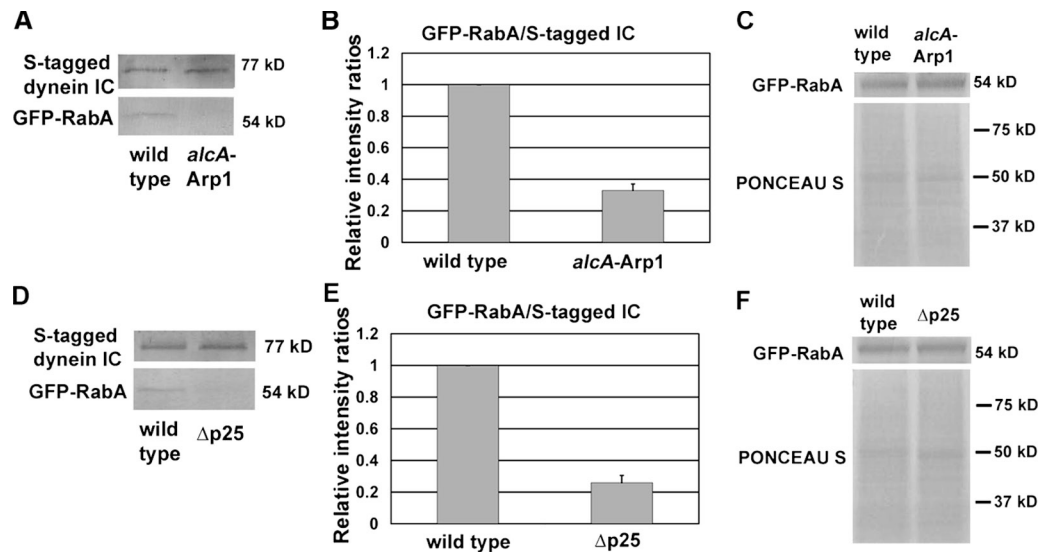 A
S-tagged
dynein IC
77 kD
GFP-RabA
54 kD
wild
type
alcA-
Arp1
B
GFP-RabA/S-tagged IC
Relative intensity ratios
1.2
1
0.8
0.6
0.4
0.2
0
wild type
alcA-Arp1
C
wild
type
alcA-
Arp1
GFP-RabA
54 kD
75 kD
PONCEAU S
50 kD
37 kD
D
S-tagged
dynein IC
77 kD
GFP-RabA
54 kD
wild
type
Δp25
E
GFP-RabA/S-tagged IC
Relative intensity ratios
1.2
1
0.8
0.6
0.4
0.2
0
wild type
Δp25
F
wild
type
Δp25
GFP-RabA
54 kD
75 kD
PONCEAU S
50 kD
37 kD